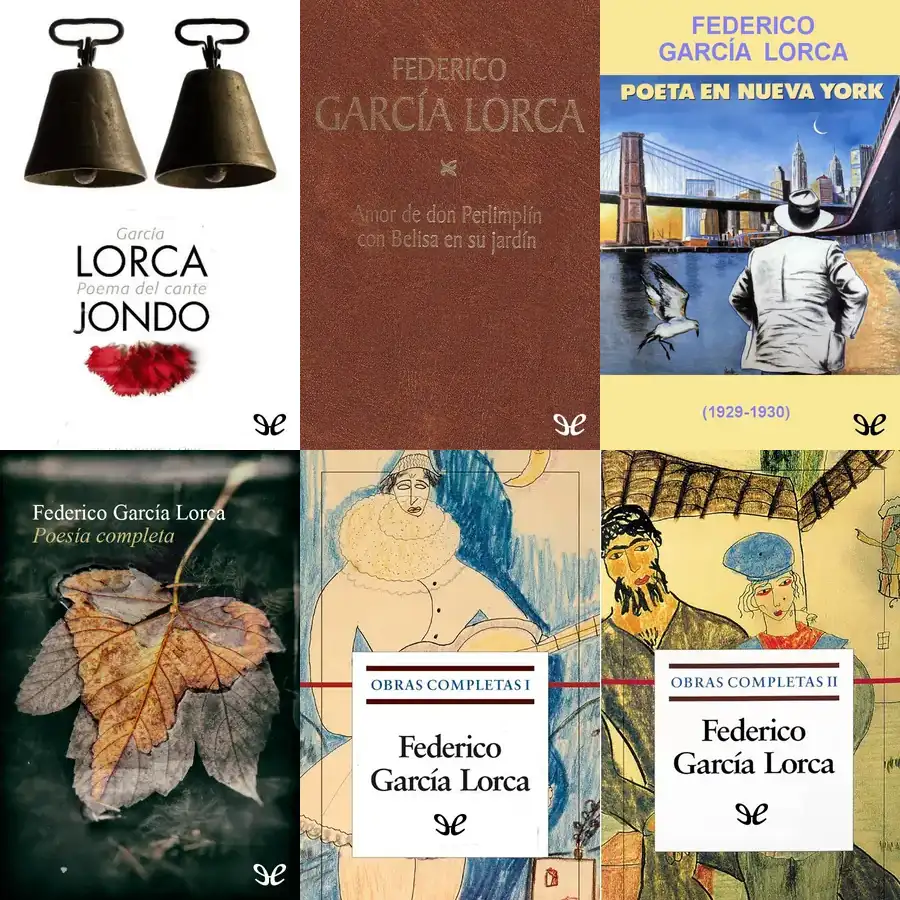 García
LORCA
Poema del cante
JONDO
FEDERICO
GARCÍA LORCA
Amor de don Perlimplín
con Belisa en su jardín
FEDERICO
GARCÍA LORCA
POETA EN NUEVA YORK
(1929-1930)
Federico García Lorca
Poesía completa
OBRAS COMPLETAS I
Federico
García Lorca
OBRAS COMPLETAS II
Federico
García Lorca